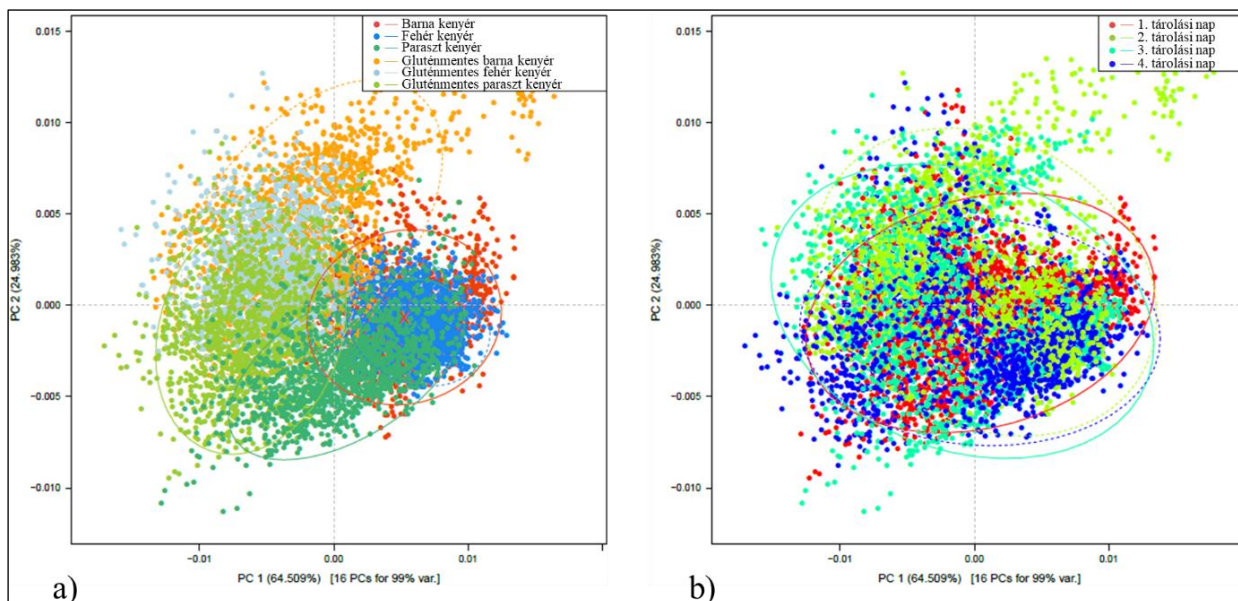 0.015
0.010
0.005
0.000
−0.005
−0.010
PC 2 (24.983%)
Barna kenyér
Fehér kenyér
Paraszt kenyér
Gluténmentes barna kenyér
Gluténmentes fehér kenyér
Gluténmentes paraszt kenyér
−0.01
0.00
0.01
PC 1 (64.509%) [16 PCs for 99% var.]
a)
0.015
0.010
0.005
0.000
−0.005
−0.010
PC 2 (24.983%)
1. tárolási nap
2. tárolási nap
3. tárolási nap
4. tárolási nap
−0.01
0.00
0.01
PC 1 (64.509%) [16 PCs for 99% var.]
b)